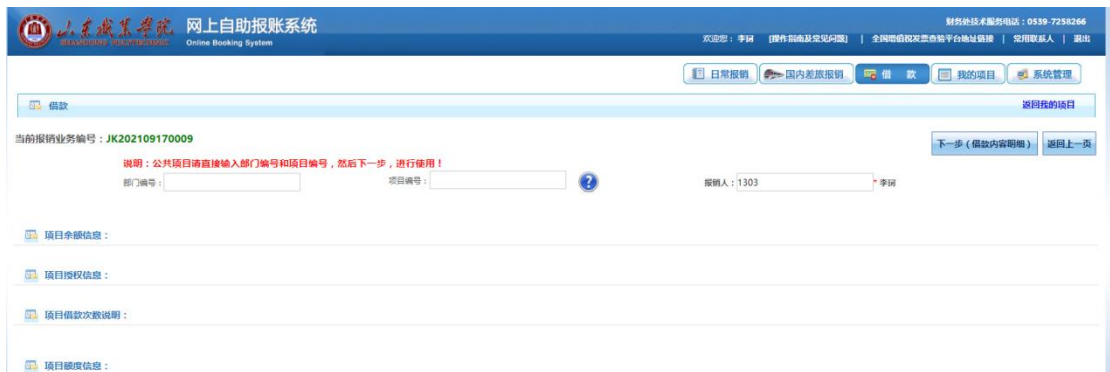 山东城集学院
SHANDONG POLYTECHNIC
网上自助报账系统
Online Booking System
财务处技术服务电话：0539-7258266
欢迎您：李珂 [操作指南及常见问题] | 全国增值税发票查验平台地址链接 | 常用联系人 | 退出
日常报销 国内差旅报销 借 款 我的项目 系统管理
借款 返回我的项目
当前报销业务编号：JK202109170009
下一步（借款内容明细） 返回上一页
说明：公共项目请直接输入部门编号和项目编号，然后下一步，进行使用！
部门编号： 项目编号： ? 报销人：1303 * 李珂
项目余额信息：
项目授权信息：
项目借款次数说明：
项目额度信息：